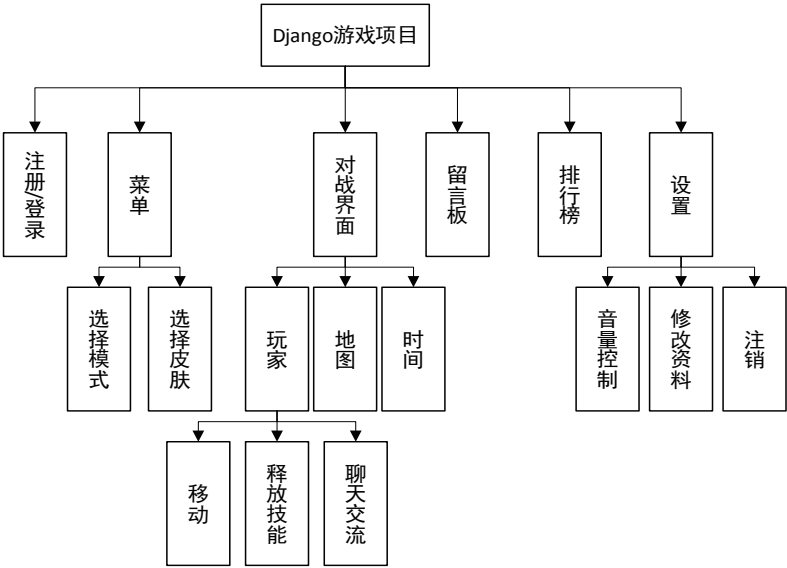 Django游戏项目
注册/登录
菜单
对战界面
留言板
排行榜
设置
选择模式
选择皮肤
玩家
地图
时间
音量控制
修改资料
注销
移动
释放技能
聊天交流